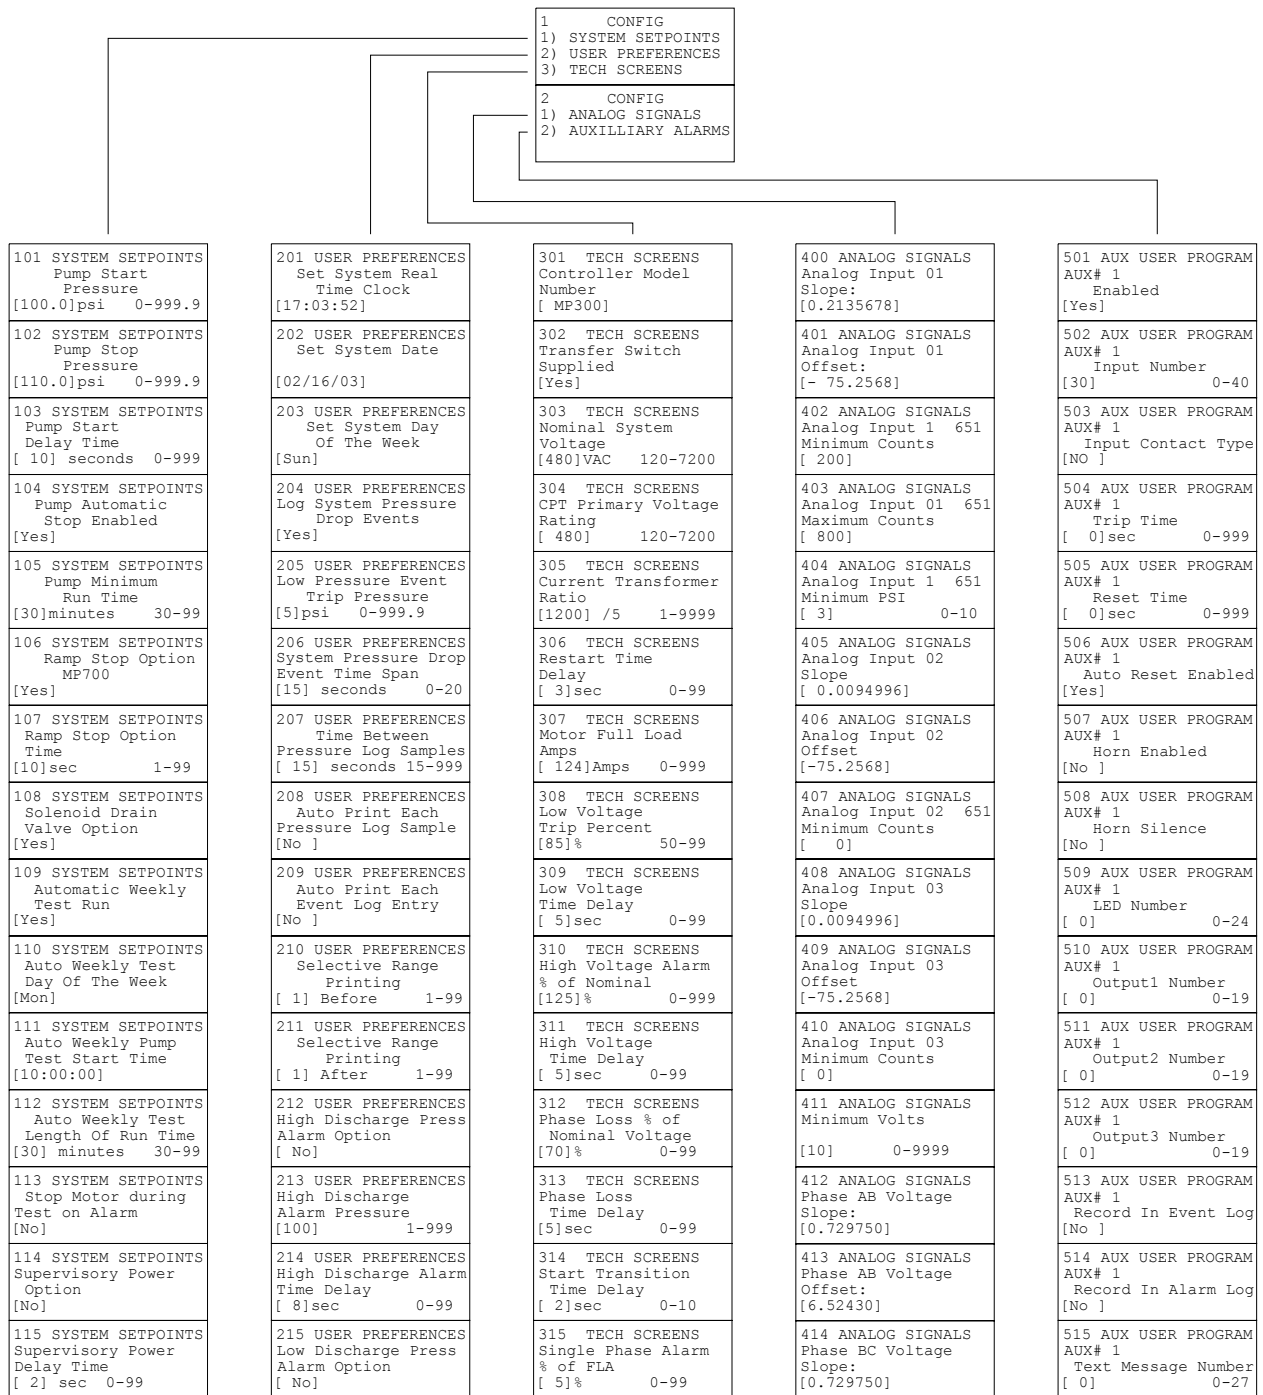 1 CONFIG
1) SYSTEM SETPOINTS
2) USER PREFERENCES
3) TECH SCREENS
2 CONFIG
1) ANALOG SIGNALS
2) AUXILLIARY ALARMS
101 SYSTEM SETPOINTS
Pump Start
Pressure
[100.0]psi 0-999.9
102 SYSTEM SETPOINTS
Pump Stop
Pressure
[110.0]psi 0-999.9
103 SYSTEM SETPOINTS
Pump Start
Delay Time
[ 10] seconds 0-999
104 SYSTEM SETPOINTS
Pump Automatic
Stop Enabled
[Yes]
105 SYSTEM SETPOINTS
Pump Minimum
Run Time
[30]minutes 30-99
106 SYSTEM SETPOINTS
Ramp Stop Option
MP700
[Yes]
107 SYSTEM SETPOINTS
Ramp Stop Option
Time
[10]sec 1-99
108 SYSTEM SETPOINTS
Solenoid Drain
Valve Option
[Yes]
109 SYSTEM SETPOINTS
Automatic Weekly
Test Run
[Yes]
110 SYSTEM SETPOINTS
Auto Weekly Test
Day Of The Week
[Mon]
111 SYSTEM SETPOINTS
Auto Weekly Pump
Test Start Time
[10:00:00]
112 SYSTEM SETPOINTS
Auto Weekly Test
Length Of Run Time
[30] minutes 30-99
113 SYSTEM SETPOINTS
Stop Motor during
Test on Alarm
[No]
114 SYSTEM SETPOINTS
Supervisory Power
Option
[No]
115 SYSTEM SETPOINTS
Supervisory Power
Delay Time
[ 2] sec 0-99
201 USER PREFERENCES
Set System Real
Time Clock
[17:03:52]
202 USER PREFERENCES
Set System Date
[02/16/03]
203 USER PREFERENCES
Set System Day
Of The Week
[Sun]
204 USER PREFERENCES
Log System Pressure
Drop Events
[Yes]
205 USER PREFERENCES
Low Pressure Event
Trip Pressure
[5]psi 0-999.9
206 USER PREFERENCES
System Pressure Drop
Event Time Span
[15] seconds 0-20
207 USER PREFERENCES
Time Between
Pressure Log Samples
[ 15] seconds 15-999
208 USER PREFERENCES
Auto Print Each
Pressure Log Sample
[No ]
209 USER PREFERENCES
Auto Print Each
Event Log Entry
[No ]
210 USER PREFERENCES
Selective Range
Printing
[ 1] Before 1-99
211 USER PREFERENCES
Selective Range
Printing
[ 1] After 1-99
212 USER PREFERENCES
High Discharge Press
Alarm Option
[ No]
213 USER PREFERENCES
High Discharge
Alarm Pressure
[100] 1-999
214 USER PREFERENCES
High Discharge Alarm
Time Delay
[ 8]sec 0-99
215 USER PREFERENCES
Low Discharge Press
Alarm Option
[ No]
301 TECH SCREENS
Controller Model
Number
[ MP300]
302 TECH SCREENS
Transfer Switch
Supplied
[Yes]
303 TECH SCREENS
Nominal System
Voltage
[480]VAC 120-7200
304 TECH SCREENS
CPT Primary Voltage
Rating
[ 480] 120-7200
305 TECH SCREENS
Current Transformer
Ratio
[1200] /5 1-9999
306 TECH SCREENS
Restart Time
Delay
[ 3]sec 0-99
307 TECH SCREENS
Motor Full Load
Amps
[ 124]Amps 0-999
308 TECH SCREENS
Low Voltage
Trip Percent
[85]% 50-99
309 TECH SCREENS
Low Voltage
Time Delay
[ 5]sec 0-99
310 TECH SCREENS
High Voltage Alarm
% of Nominal
[125]% 0-999
311 TECH SCREENS
High Voltage
Time Delay
[ 5]sec 0-99
312 TECH SCREENS
Phase Loss % of
Nominal Voltage
[70]% 0-99
313 TECH SCREENS
Phase Loss
Time Delay
[5]sec 0-99
314 TECH SCREENS
Start Transition
Time Delay
[ 2]sec 0-10
315 TECH SCREENS
Single Phase Alarm
% of FLA
[ 5]% 0-99
400 ANALOG SIGNALS
Analog Input 01
Slope:
[0.2135678]
401 ANALOG SIGNALS
Analog Input 01
Offset:
[- 75.2568]
402 ANALOG SIGNALS
Analog Input 1 651
Minimum Counts
[ 200]
403 ANALOG SIGNALS
Analog Input 01 651
Maximum Counts
[ 800]
404 ANALOG SIGNALS
Analog Input 1 651
Minimum PSI
[ 3] 0-10
405 ANALOG SIGNALS
Analog Input 02
Slope
[ 0.0094996]
406 ANALOG SIGNALS
Analog Input 02
Offset
[-75.2568]
407 ANALOG SIGNALS
Analog Input 02 651
Minimum Counts
[ 0]
408 ANALOG SIGNALS
Analog Input 03
Slope
[0.0094996]
409 ANALOG SIGNALS
Analog Input 03
Offset
[-75.2568]
410 ANALOG SIGNALS
Analog Input 03
Minimum Counts
[ 0]
411 ANALOG SIGNALS
Minimum Volts
[10] 0-9999
412 ANALOG SIGNALS
Phase AB Voltage
Slope:
[0.729750]
413 ANALOG SIGNALS
Phase AB Voltage
Offset:
[6.52430]
414 ANALOG SIGNALS
Phase BC Voltage
Slope:
[0.729750]
501 AUX USER PROGRAM
AUX# 1
Enabled
[Yes]
502 AUX USER PROGRAM
AUX# 1
Input Number
[30] 0-40
503 AUX USER PROGRAM
AUX# 1
Input Contact Type
[NO ]
504 AUX USER PROGRAM
AUX# 1
Trip Time
[ 0]sec 0-999
505 AUX USER PROGRAM
AUX# 1
Reset Time
[ 0]sec 0-999
506 AUX USER PROGRAM
AUX# 1
Auto Reset Enabled
[Yes]
507 AUX USER PROGRAM
AUX# 1
Horn Enabled
[No ]
508 AUX USER PROGRAM
AUX# 1
Horn Silence
[No ]
509 AUX USER PROGRAM
AUX# 1
LED Number
[ 0] 0-24
510 AUX USER PROGRAM
AUX# 1
Output1 Number
[ 0] 0-19
511 AUX USER PROGRAM
AUX# 1
Output2 Number
[ 0] 0-19
512 AUX USER PROGRAM
AUX# 1
Output3 Number
[ 0] 0-19
513 AUX USER PROGRAM
AUX# 1
Record In Event Log
[No ]
514 AUX USER PROGRAM
AUX# 1
Record In Alarm Log
[No ]
515 AUX USER PROGRAM
AUX# 1
Text Message Number
[ 0] 0-27